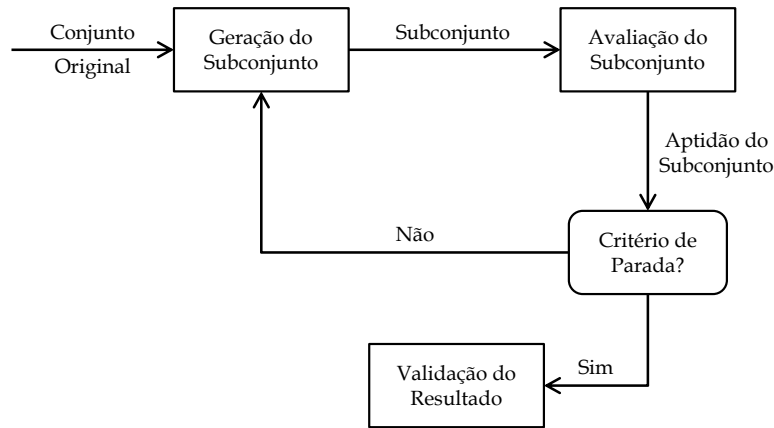 Conjunto
Original
Geração do
Subconjunto
Subconjunto
Avaliação do
Subconjunto
Aptidão do
Subconjunto
Não
Critério de
Parada?
Sim
Validação do
Resultado